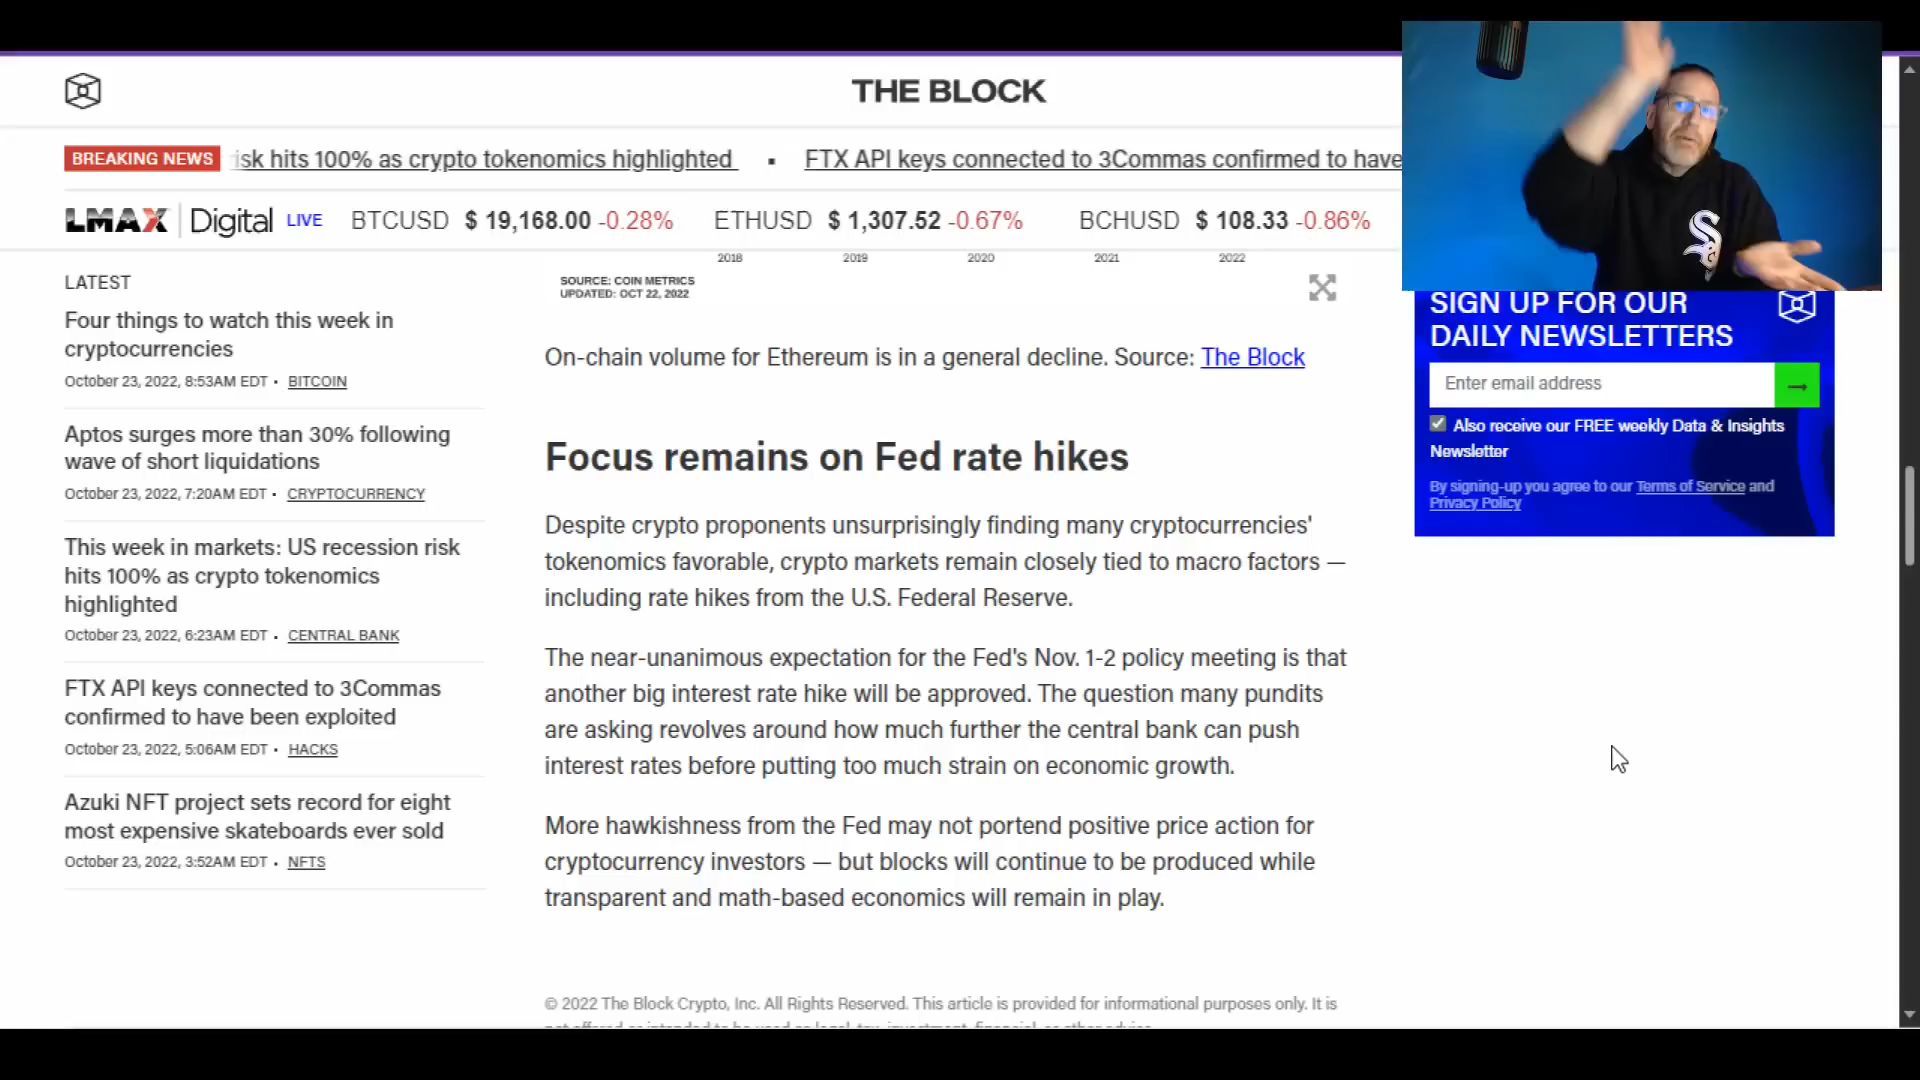 THE BLOCK
BREAKING NEWS isk hits 100% as crypto tokenomics highlighted ▪ FTX API keys connected to 3Commas confirmed to have
LMAX Digital LIVE BTCUSD $ 19,168.00 -0.28% ETHUSD $ 1,307.52 -0.67% BCHUSD $ 108.33 -0.86%
LATEST
Four things to watch this week in
cryptocurrencies
October 23, 2022, 8:53AM EDT • BITCOIN
Aptos surges more than 30% following
wave of short liquidations
October 23, 2022, 7:20AM EDT • CRYPTOCURRENCY
This week in markets: US recession risk
hits 100% as crypto tokenomics
highlighted
October 23, 2022, 6:23AM EDT • CENTRAL BANK
FTX API keys connected to 3Commas
confirmed to have been exploited
October 23, 2022, 5:06AM EDT • HACKS
Azuki NFT project sets record for eight
most expensive skateboards ever sold
October 23, 2022, 3:52AM EDT • NFTS
2018 2019 2020 2021 2022
SOURCE: COIN METRICS
UPDATED: OCT 22, 2022
On-chain volume for Ethereum is in a general decline. Source: The Block
Focus remains on Fed rate hikes
Despite crypto proponents unsurprisingly finding many cryptocurrencies'
tokenomics favorable, crypto markets remain closely tied to macro factors —
including rate hikes from the U.S. Federal Reserve.
The near-unanimous expectation for the Fed's Nov. 1-2 policy meeting is that
another big interest rate hike will be approved. The question many pundits
are asking revolves around how much further the central bank can push
interest rates before putting too much strain on economic growth.
More hawkishness from the Fed may not portend positive price action for
cryptocurrency investors — but blocks will continue to be produced while
transparent and math-based economics will remain in play.
© 2022 The Block Crypto, Inc. All Rights Reserved. This article is provided for informational purposes only. It is
SIGN UP FOR OUR
DAILY NEWSLETTERS
Enter email address
Also receive our FREE weekly Data & Insights
Newsletter
By signing-up you agree to our Terms of Service and
Privacy Policy